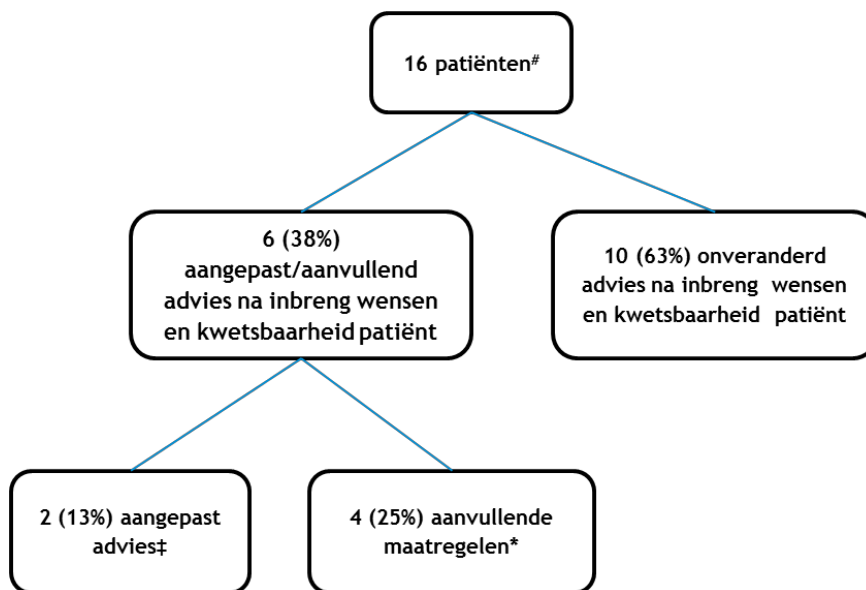 16 patiënten#
6 (38%)
aangepast/aanvullend
advies na inbreng wensen
en kwetsbaarheid patiënt
10 (63%) onveranderd
advies na inbreng wensen
en kwetsbaarheid patiënt
2 (13%) aangepast
advies‡
4 (25%) aanvullende
maatregelen*